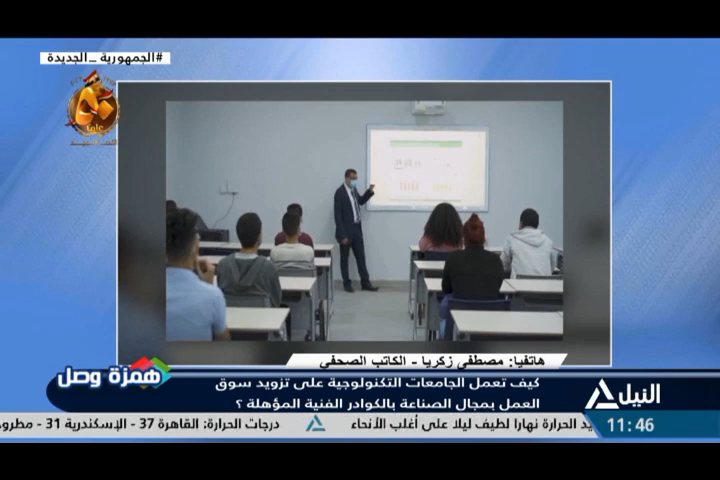 #الجمهورية_الجديدة
هاتفيا: مصطفى زكريا - الكاتب الصحفي
همزة وصل
كيف تعمل الجامعات التكنولوجية على تزويد سوق
العمل بمجال الصناعة بالكوادر الفنية المؤهلة ؟
النيل
11:46
يد الحرارة نهارا لطيف ليلا على أغلب الأنحاء درجات الحرارة: القاهرة 37 - الإسكندرية 31 - مطرو